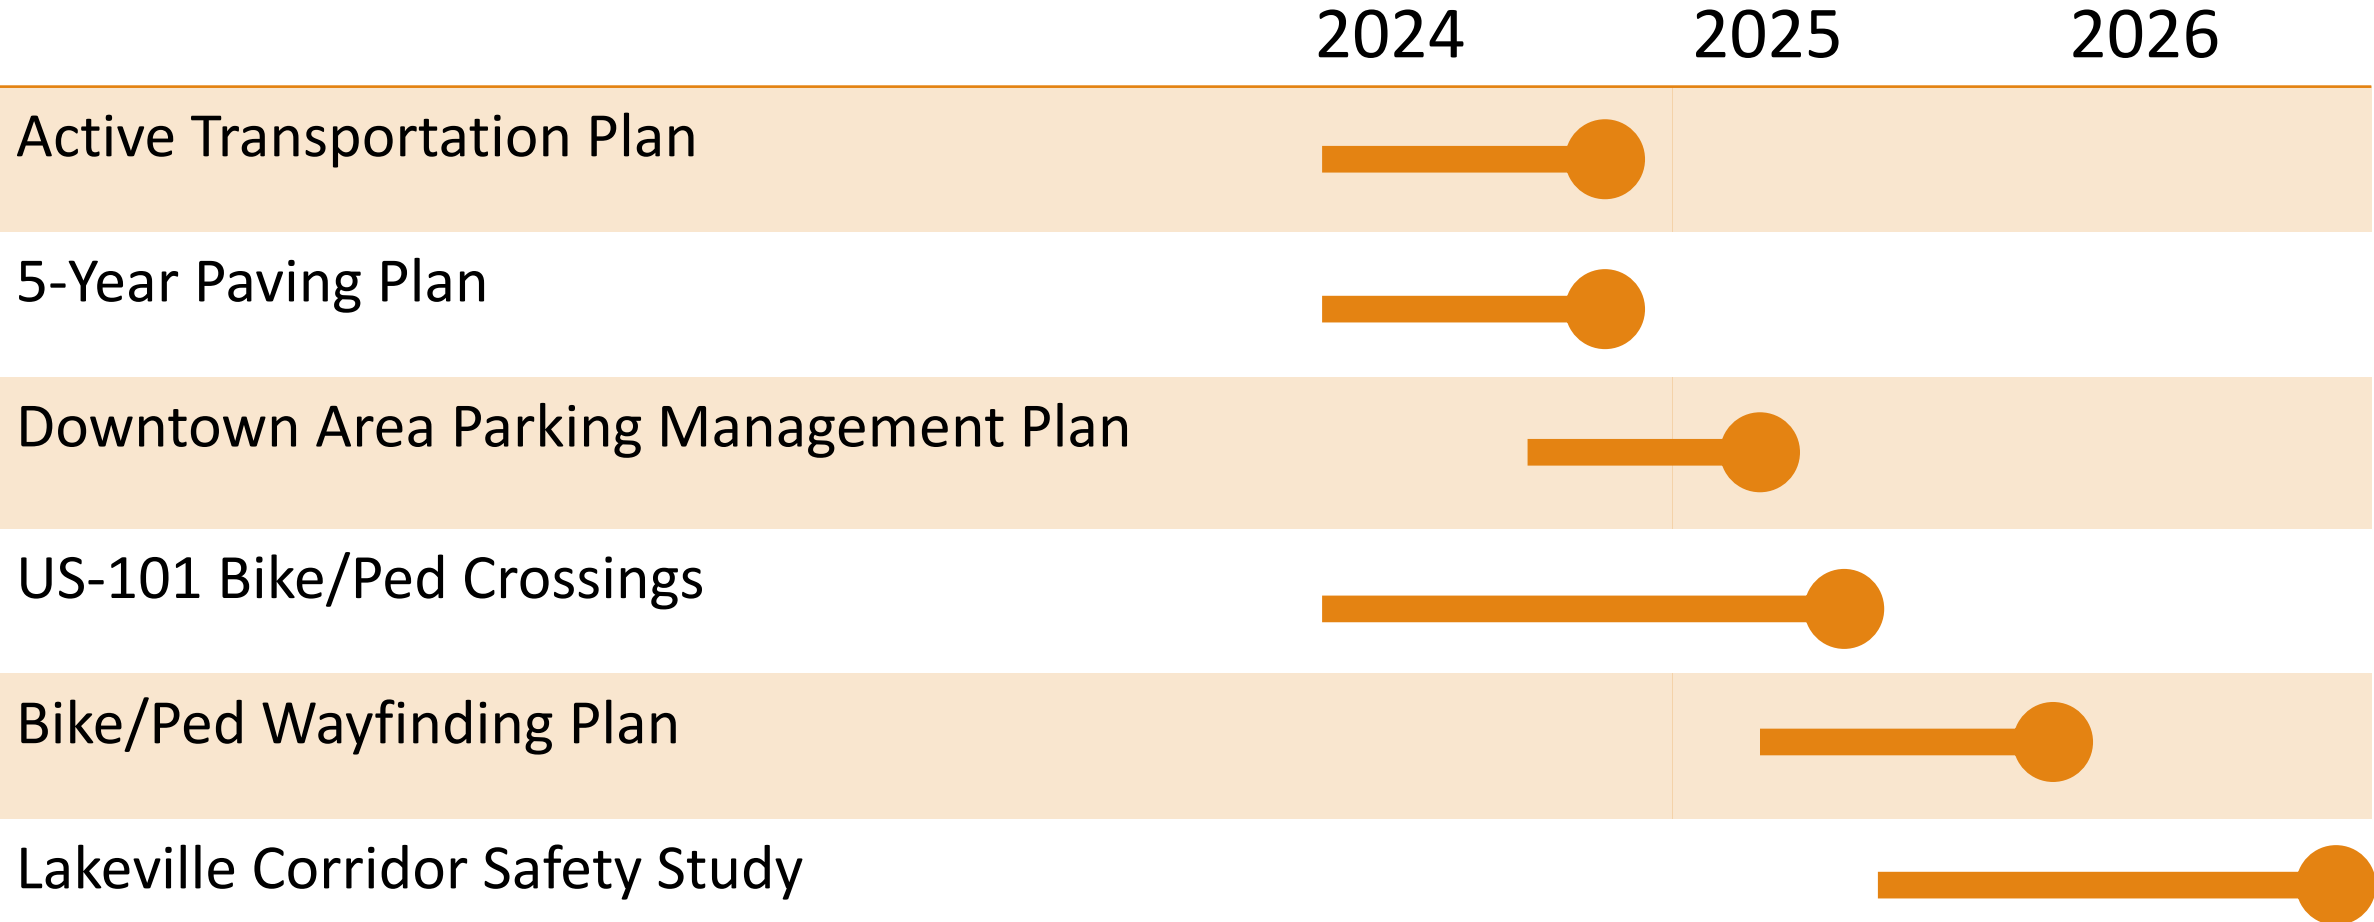 2024 2025 2026
Active Transportation Plan
5-Year Paving Plan
Downtown Area Parking Management Plan
US-101 Bike/Ped Crossings
Bike/Ped Wayfinding Plan
Lakeville Corridor Safety Study